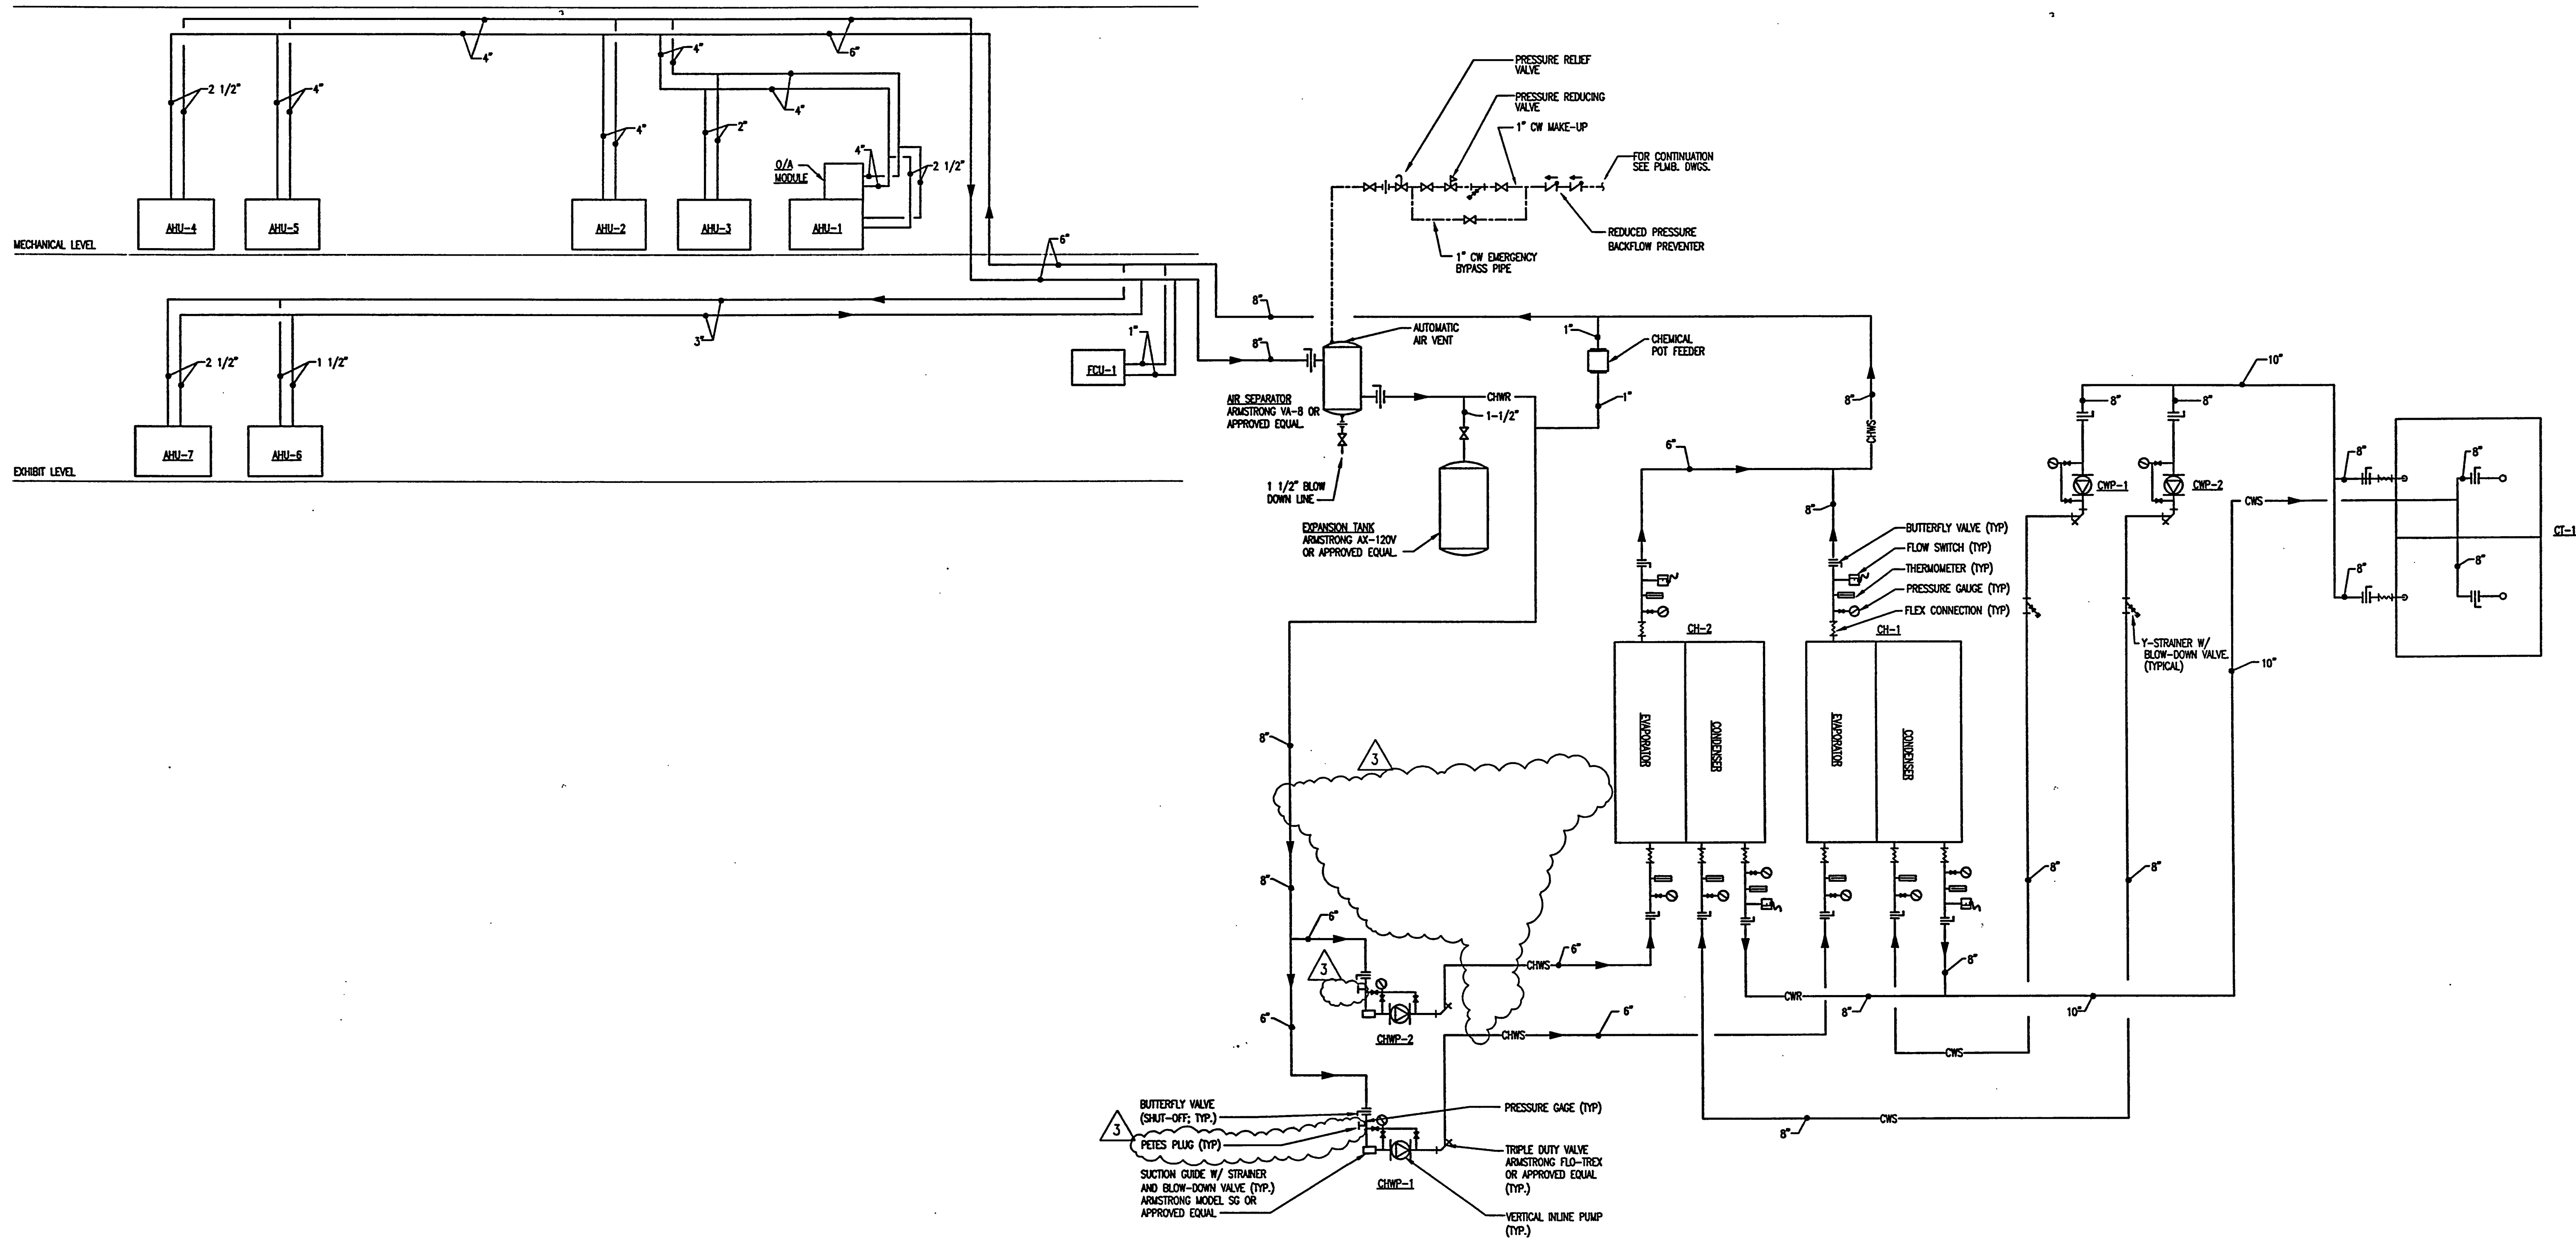 4"
6"
4"
4"
2 1/2"
4"
4"
2"
O/A
MODULE
4"
2 1/2"
AHU-4
AHU-5
AHU-2
AHU-3
AHU-1
MECHANICAL LEVEL
6"
3"
1"
2 1/2"
1 1/2"
FCU-1
AHU-7
AHU-6
EXHIBIT LEVEL
PRESSURE RELIEF
VALVE
PRESSURE REDUCING
VALVE
1" CW MAKE-UP
FOR CONTINUATION
SEE PLMB. DWGS.
REDUCED PRESSURE
BACKFLOW PREVENTER
1" CW EMERGENCY
BYPASS PIPE
8"
8"
AUTOMATIC
AIR VENT
1"
CHEMICAL
POT FEEDER
1"
AIR SEPARATOR
ARMSTRONG VA-8 OR
APPROVED EQUAL
CHWR
1-1/2"
1 1/2" BLOW
DOWN LINE
EXPANSION TANK
ARMSTRONG AX-120V
OR APPROVED EQUAL
8"
CHWS
6"
8"
10"
8"
8"
CWP-1
CWP-2
CWS
8"
8"
8"
8"
CT-1
BUTTERFLY VALVE (TYP)
FLOW SWITCH (TYP)
THERMOMETER (TYP)
PRESSURE GAUGE (TYP)
FLEX CONNECTION (TYP)
CH-2
CH-1
Y-STRAINER W/
BLOW-DOWN VALVE
(TYPICAL)
10"
EVAPORATOR
CONDENSER
EVAPORATOR
CONDENSER
8"
3
8"
8"
8"
6"
3
CHWS
6"
8"
CWR
8"
10"
6"
CHWP-2
CHWS
6"
CWS
8"
CWS
BUTTERFLY VALVE
(SHUT-OFF; TYP.)
3
PETES PLUG (TYP)
SUCTION GUIDE W/ STRAINER
AND BLOW-DOWN VALVE (TYP.)
ARMSTRONG MODEL SG OR
APPROVED EQUAL
PRESSURE GAGE (TYP)
TRIPLE DUTY VALVE
ARMSTRONG FLO-TREX
OR APPROVED EQUAL
(TYP.)
CHWP-1
VERTICAL INLINE PUMP
(TYP.)